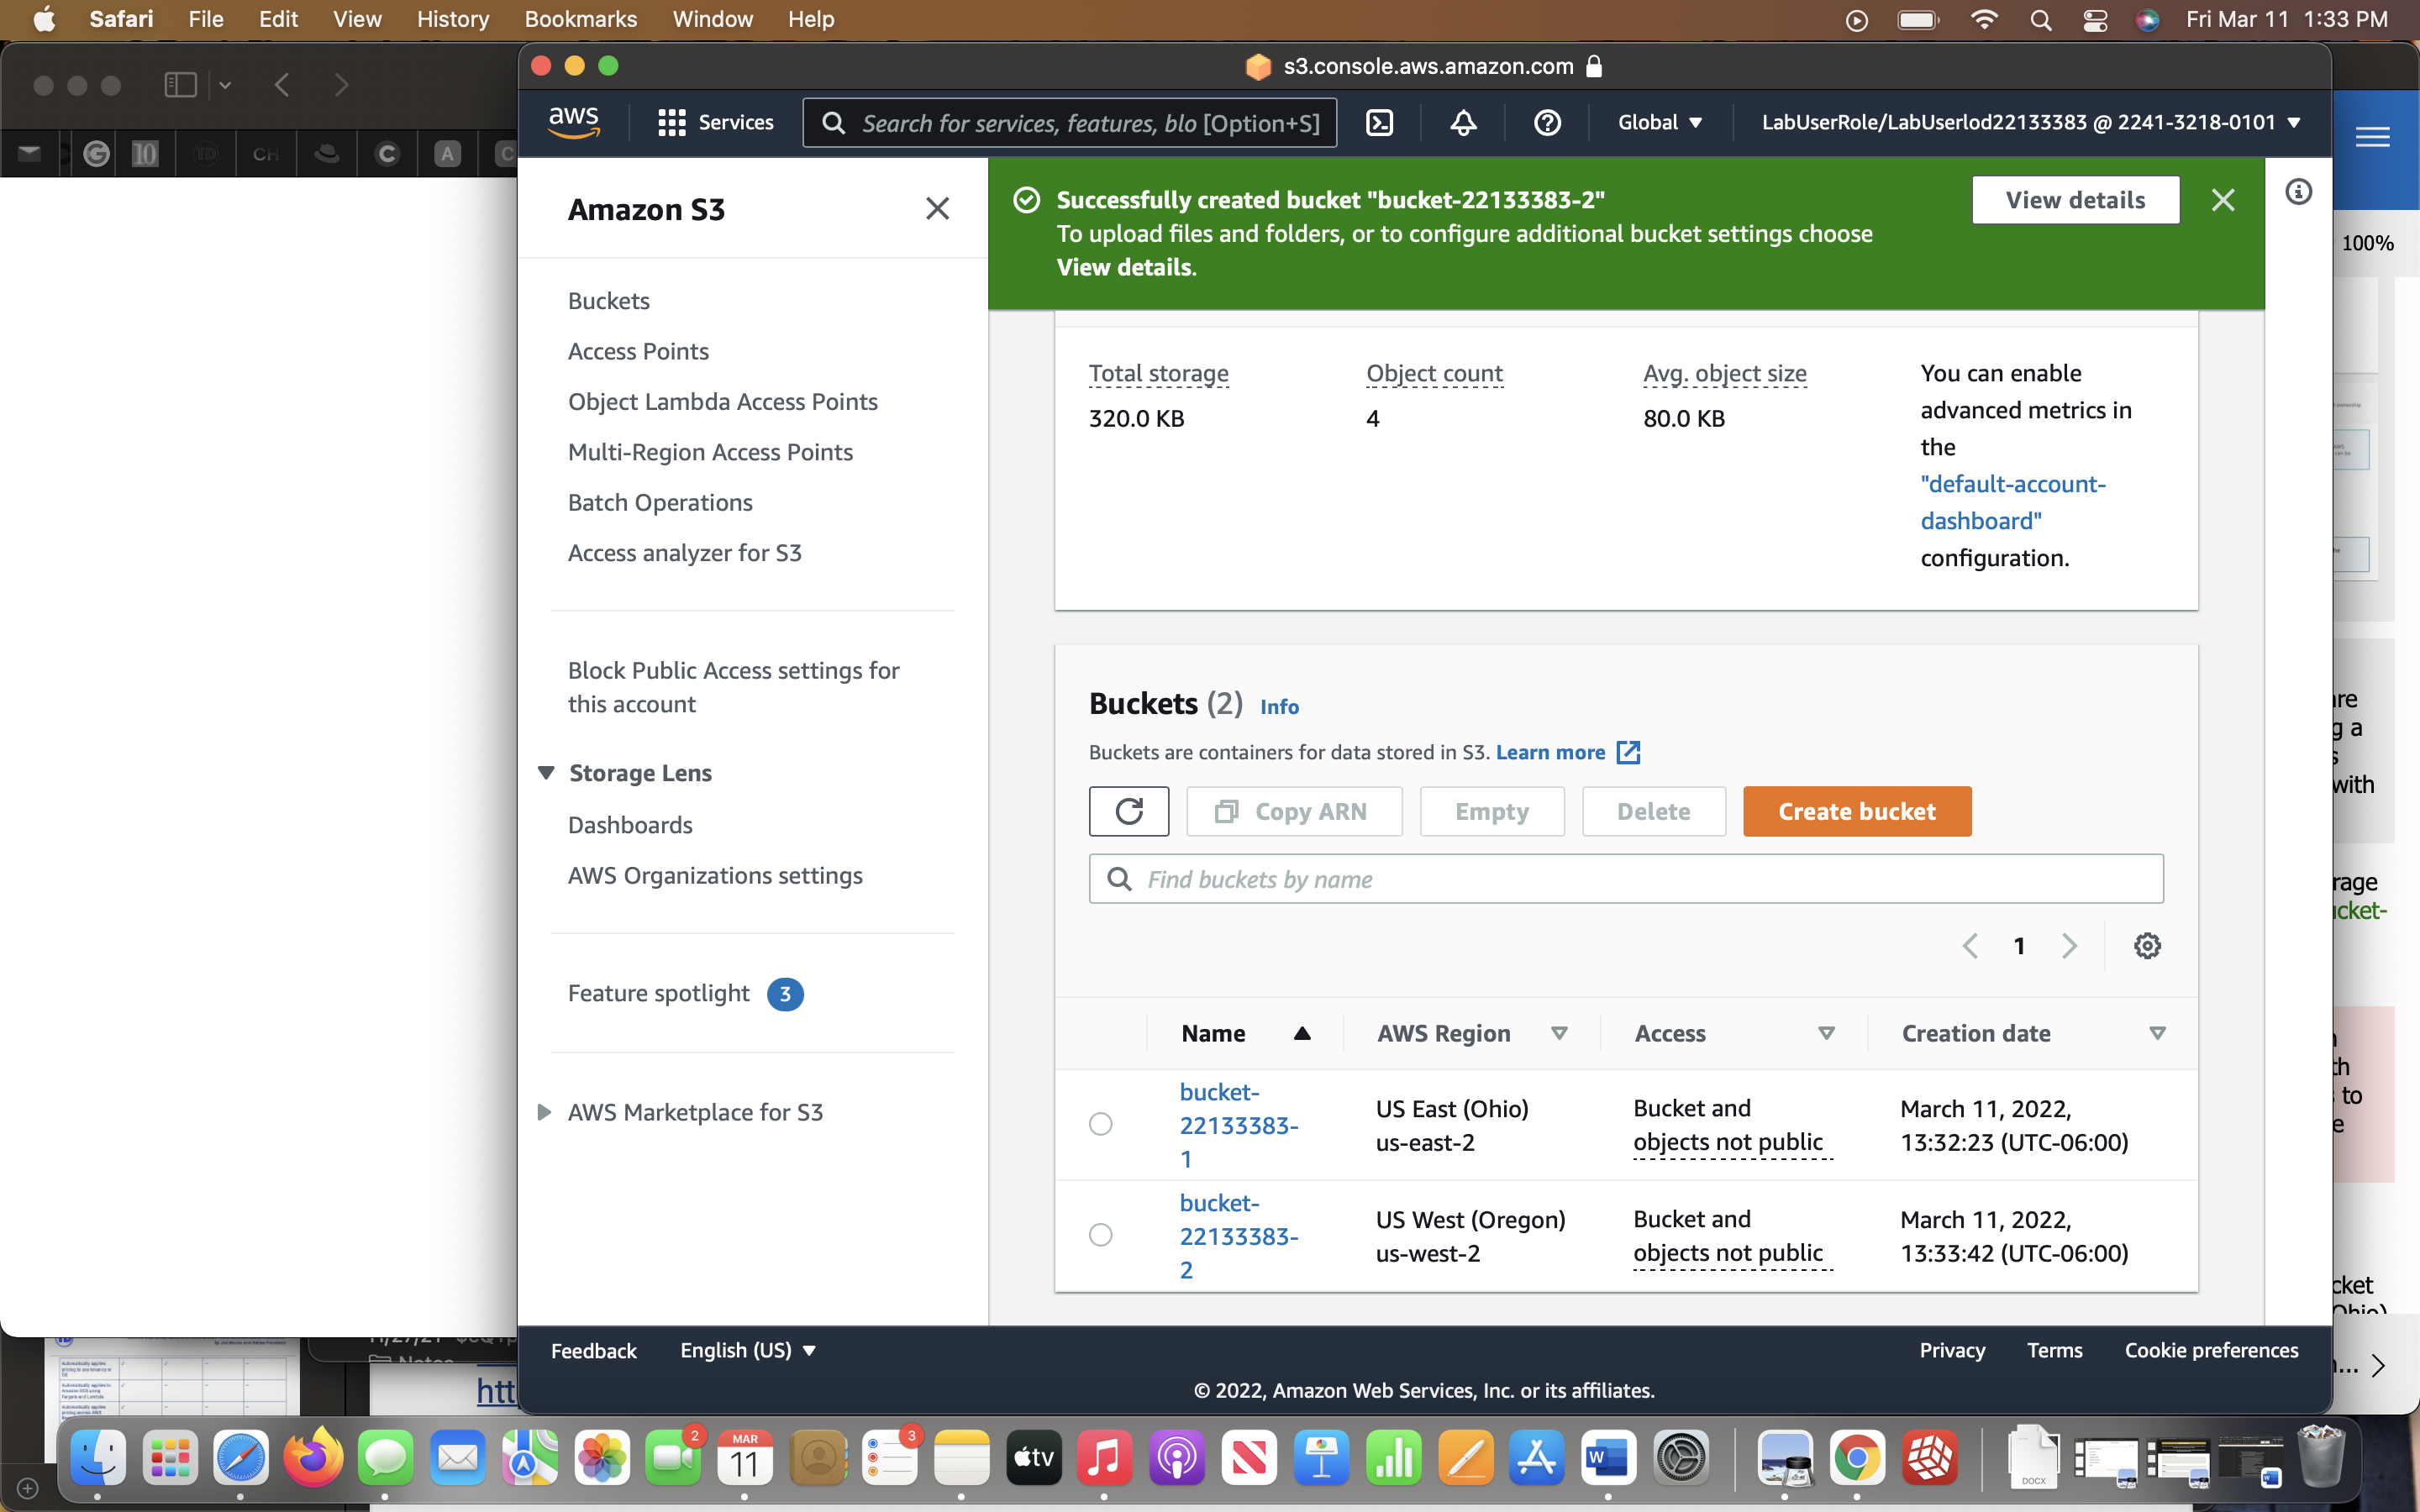 Safari File Edit View History Bookmarks Window Help Fri Mar 11 1:33 PM
s3.console.aws.amazon.com
aws Services Search for services, features, blo [Option+S] Global LabUserRole/LabUserlod22133383 @ 2241-3218-0101
10 TD CH C A C
Amazon S3
Buckets
Access Points
Object Lambda Access Points
Multi-Region Access Points
Batch Operations
Access analyzer for S3
Block Public Access settings for
this account
Storage Lens
Dashboards
AWS Organizations settings
Feature spotlight 3
AWS Marketplace for S3
Successfully created bucket "bucket-22133383-2"
To upload files and folders, or to configure additional bucket settings choose
View details.
View details
Total storage
320.0 KB
Object count
4
Avg. object size
80.0 KB
You can enable
advanced metrics in
the
"default-account-
dashboard"
configuration.
Buckets (2) Info
Buckets are containers for data stored in S3. Learn more
Copy ARN Empty Delete Create bucket
Find buckets by name
1
Name AWS Region Access Creation date
bucket-
22133383-
1
US East (Ohio)
us-east-2
Bucket and
objects not public
March 11, 2022,
13:32:23 (UTC-06:00)
bucket-
22133383-
2
US West (Oregon)
us-west-2
Bucket and
objects not public
March 11, 2022,
13:33:42 (UTC-06:00)
100%
with
Feedback English (US) Privacy Terms Cookie preferences
© 2022, Amazon Web Services, Inc. or its affiliates.
htt
2
MAR
11
3
tv
W
DOCX